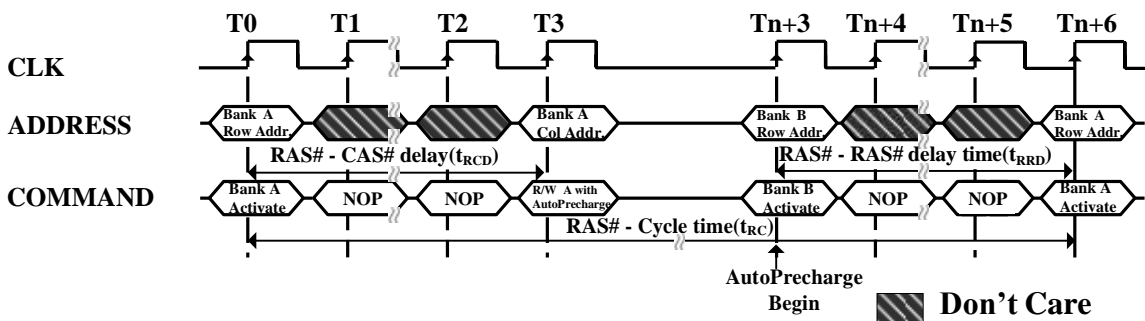 T0 T1 T2 T3 Tn+3 Tn+4 Tn+5 Tn+6
CLK
ADDRESS
Bank A
Row Addr.
Bank A
Col Addr.
Bank B
Row Addr.
Bank A
Row Addr.
RAS# - CAS# delay(tRCD)
RAS# - RAS# delay time(tRRD)
COMMAND
Bank A
Activate
NOP
NOP
R/W A with
AutoPrecharge
Bank B
Activate
NOP
NOP
Bank A
Activate
RAS# - Cycle time(tRC)
AutoPrecharge
Begin
Don't Care